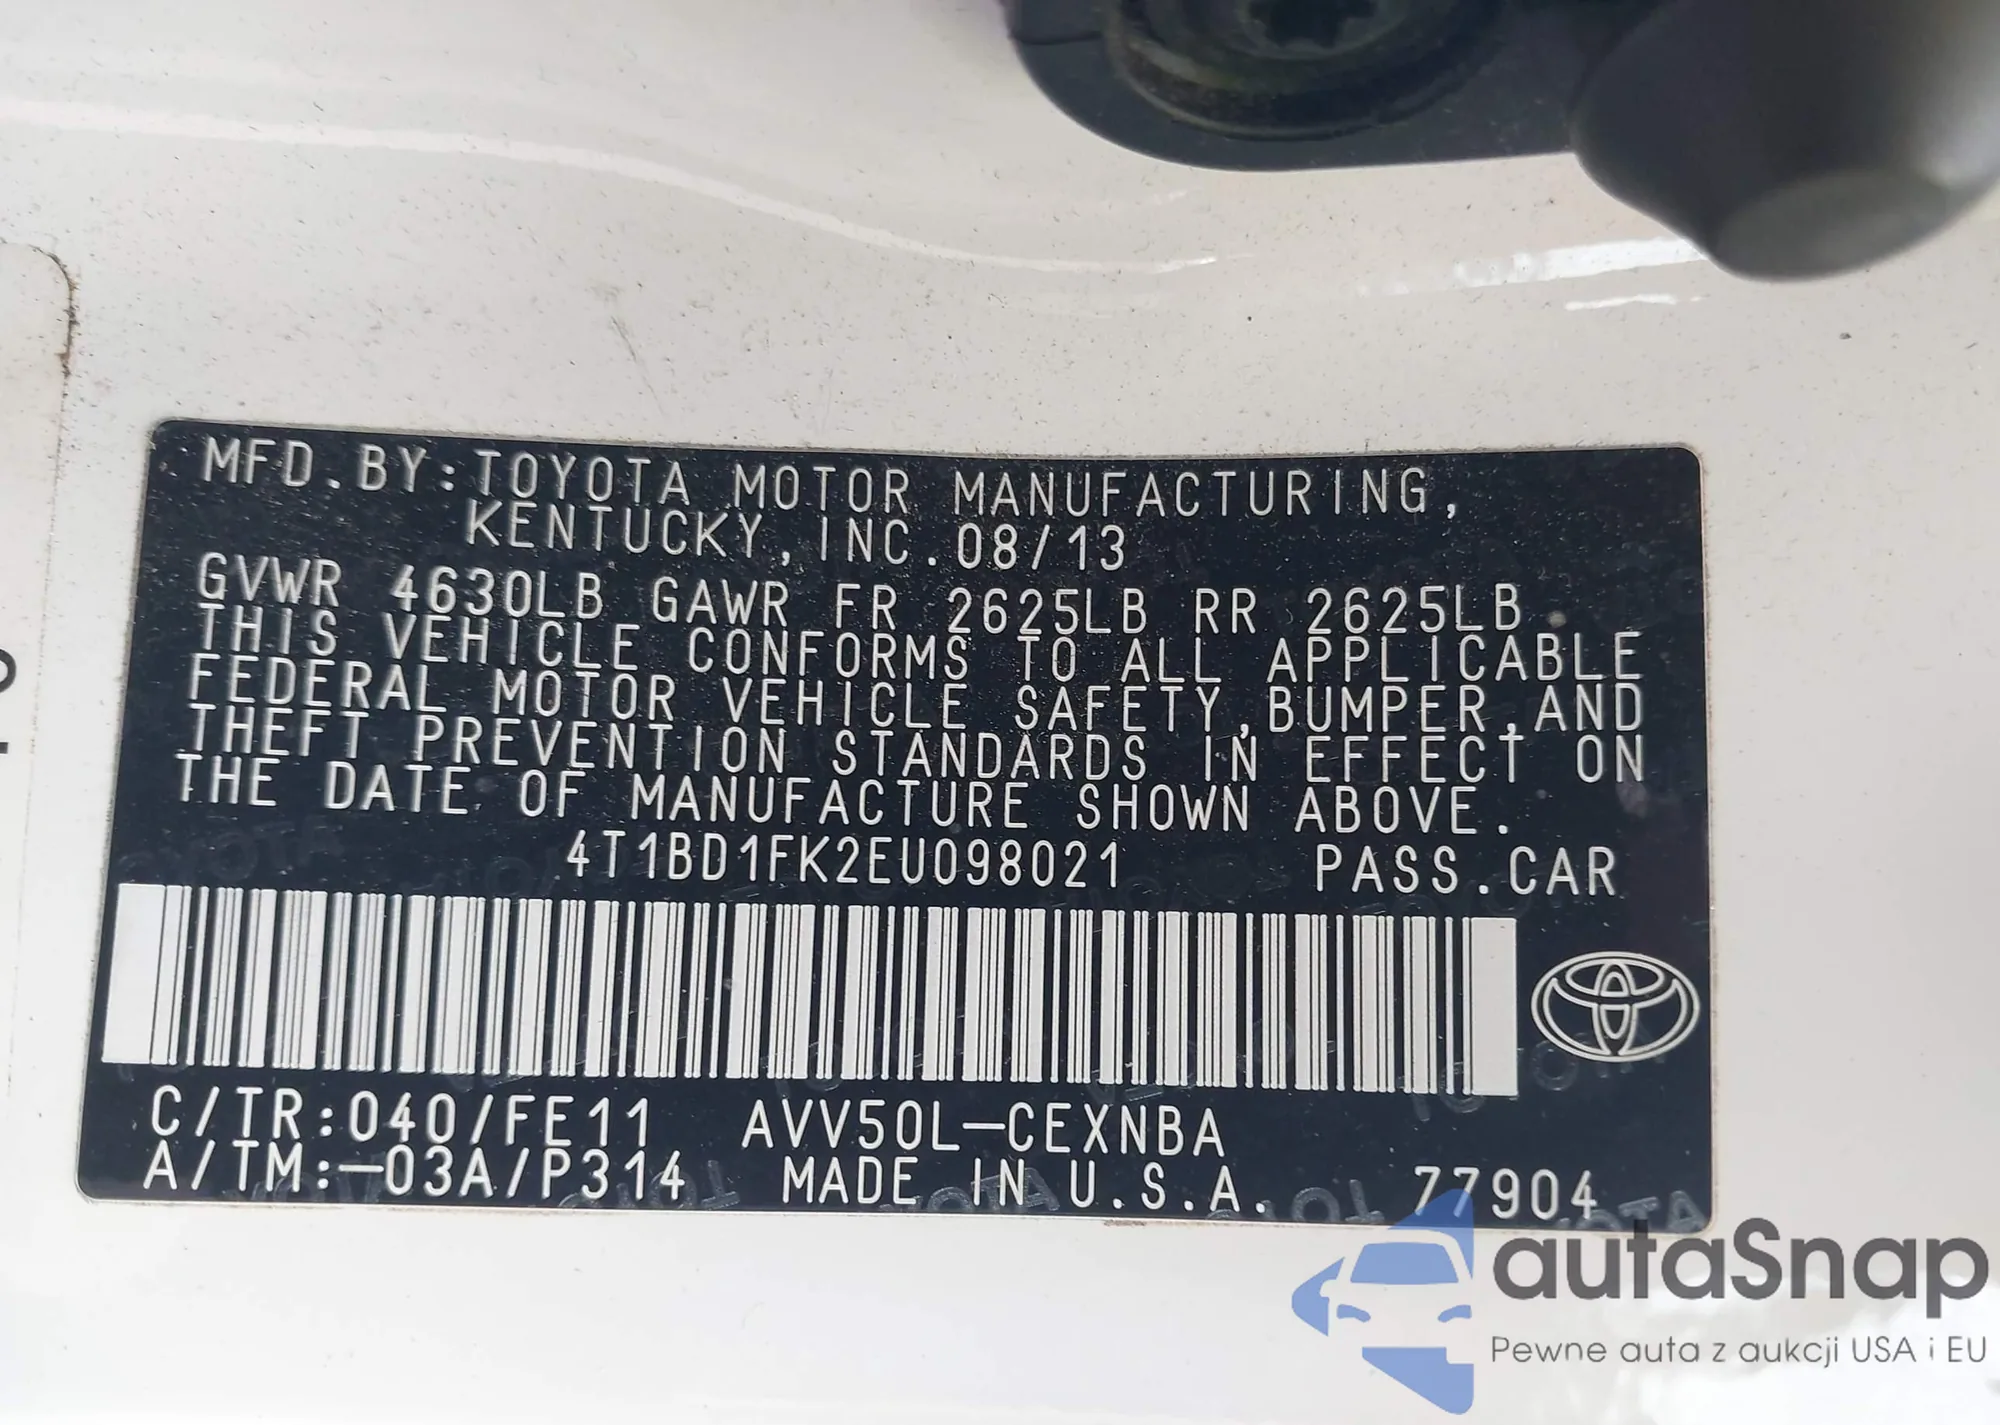 MFD.BY:TOYOTA MOTOR MANUFACTURING,
KENTUCKY,INC.08/13
GVWR 4630LB GAWR FR 2625LB RR 2625LB
THIS VEHICLE CONFORMS TO ALL APPLICABLE
FEDERAL MOTOR VEHICLE SAFETY,BUMPER,AND
THEFT PREVENTION STANDARDS IN EFFECT ON
THE DATE OF MANUFACTURE SHOWN ABOVE.
4T1BD1FK2EU098021 PASS.CAR
C/TR:040/FE11 AVV50L-CEXNBA
A/TM:-03A/P314 MADE IN U.S.A. 77904
autaSnap
Pewne auta z aukcji USA i EU